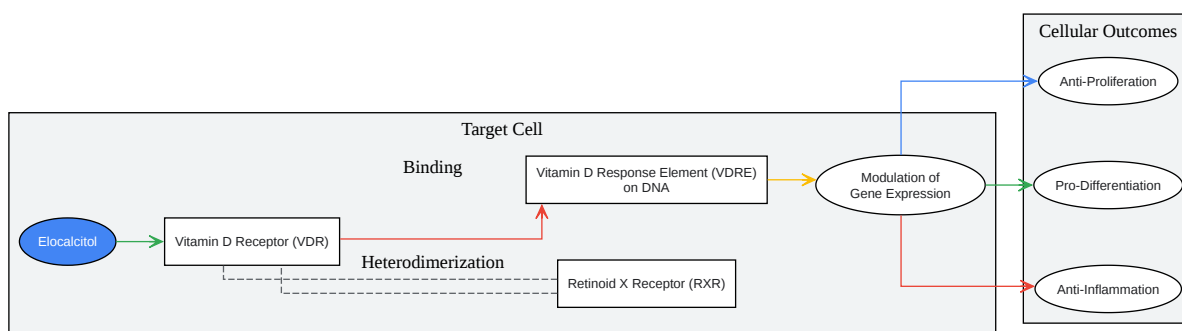 Cellular Outcomes
Anti-Proliferation
Target Cell
Binding
Vitamin D Response Element (VDRE)
on DNA
Modulation of
Gene Expression
Pro-Differentiation
Elocalcitol
Vitamin D Receptor (VDR)
Heterodimerization
Retinoid X Receptor (RXR)
Anti-Inflammation